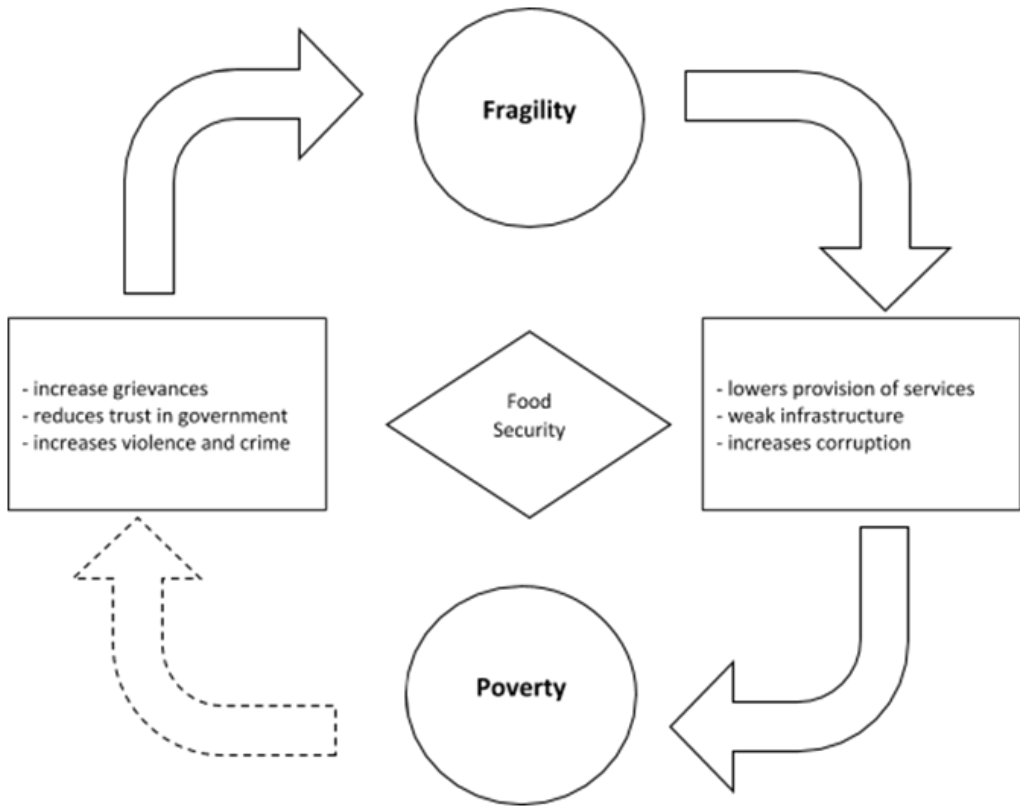 Fragility
- increase grievances
- reduces trust in government
- increases violence and crime
Food
Security
- lowers provision of services
- weak infrastructure
- increases corruption
Poverty